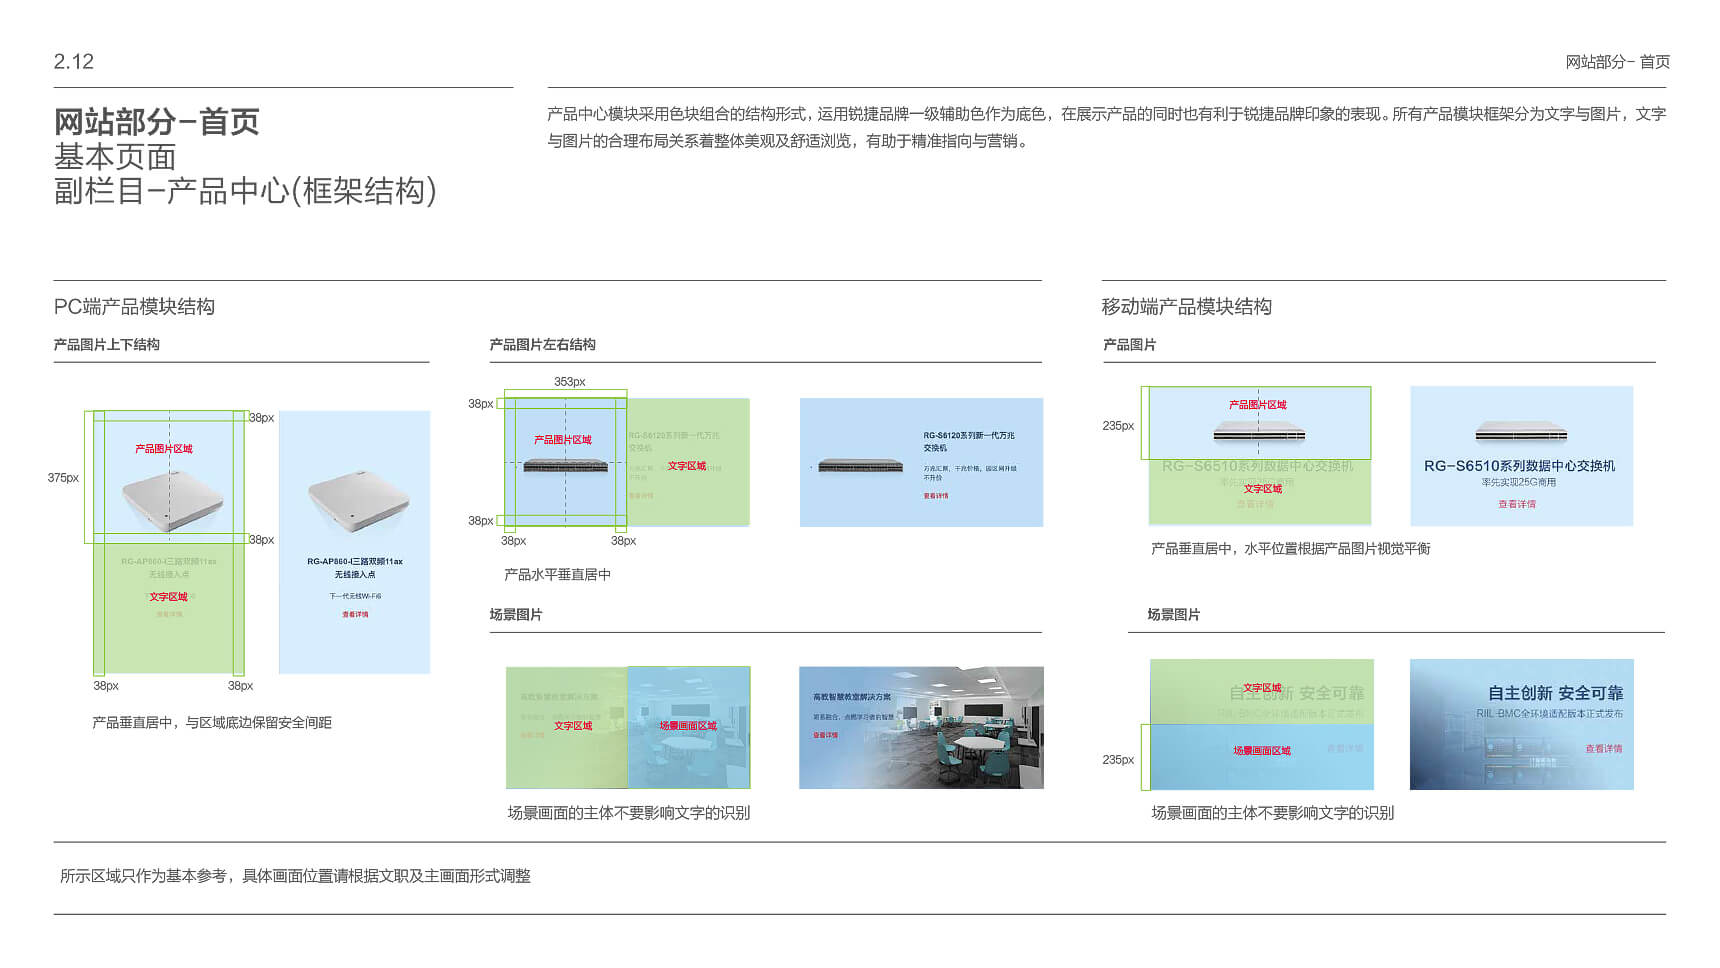 2.12
网站部分- 首页
网站部分-首页
基本页面
副栏目-产品中心(框架结构)
产品中心模块采用色块组合的结构形式，运用锐捷品牌一级辅助色作为底色，在展示产品的同时也有利于锐捷品牌印象的表现。所有产品模块框架分为文字与图片，文字
与图片的合理布局关系着整体美观及舒适浏览，有助于精准指向与营销。
PC端产品模块结构
产品图片上下结构
38px
产品图片区域
375px
38px
RG-AP860-I三路双频11ax
无线接入点
文字区域
查看详情
38px
38px
RG-AP860-I三路双频11ax
无线接入点
下一代无线Wi-Fi6
查看详情
产品垂直居中，与区域底边保留安全间距
产品图片左右结构
353px
38px
产品图片区域
RG-S6120系列新一代万兆
交换机
文字区域
不升价
查看详情
38px
38px
38px
RG-S6120系列新一代万兆
交换机
万兆汇聚，千兆价格，园区网升级
不升价
查看详情
产品水平垂直居中
场景图片
高教智慧教室解决方案
文字区域
场景画面区域
查看详情
高教智慧教室解决方案
查看详情
场景画面的主体不要影响文字的识别
移动端产品模块结构
产品图片
235px
产品图片区域
RG-S6510系列数据中心交换机
率先实现25G商用
文字区域
查看详情
RG-S6510系列数据中心交换机
率先实现25G商用
查看详情
产品垂直居中，水平位置根据产品图片视觉平衡
场景图片
文字区域
自主创新 安全可靠
RIIL-BMC全环境适配版本正式发布
235px
场景画面区域
查看详情
自主创新 安全可靠
RIIL-BMC全环境适配版本正式发布
查看详情
场景画面的主体不要影响文字的识别
所示区域只作为基本参考，具体画面位置请根据文职及主画面形式调整